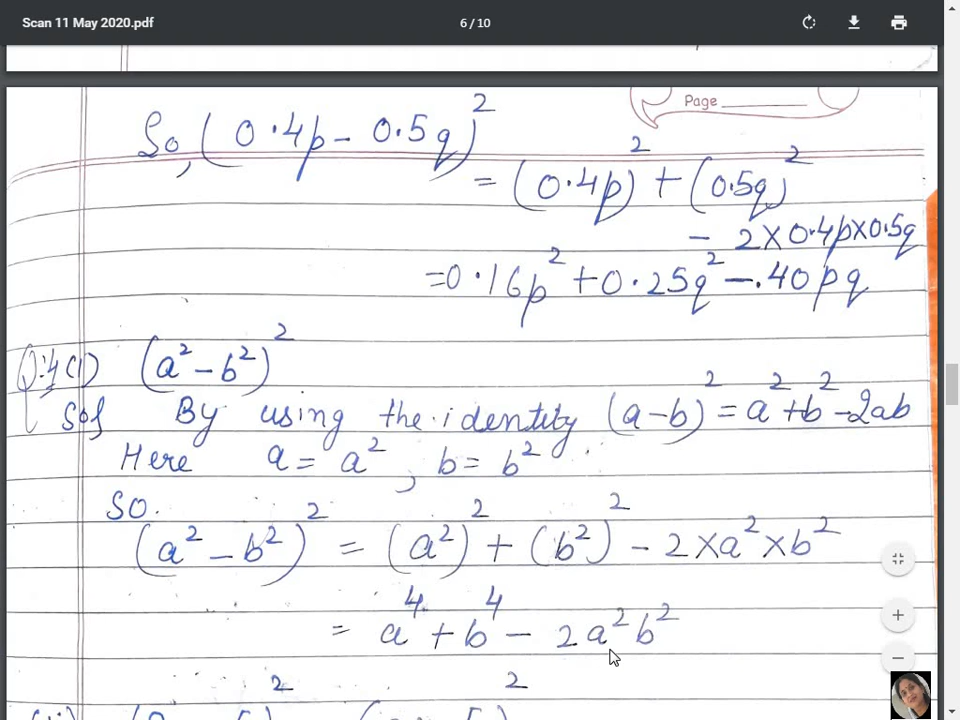 Scan 11 May 2020.pdf
6 / 10
Page
So, (0.4p - 0.5q)²
= (0.4p)² + (0.5q)²
- 2×0.4p×0.5q
=0.16p² + 0.25q² - .40pq
Q.4(i) (a² - b²)²
Sol By using the identity (a-b)² = a²+b²-2ab
Here a = a², b = b².
SO.
(a² - b²)² = (a²)² + (b²)² - 2×a²×b²
= a⁴ + b⁴ - 2a²b²